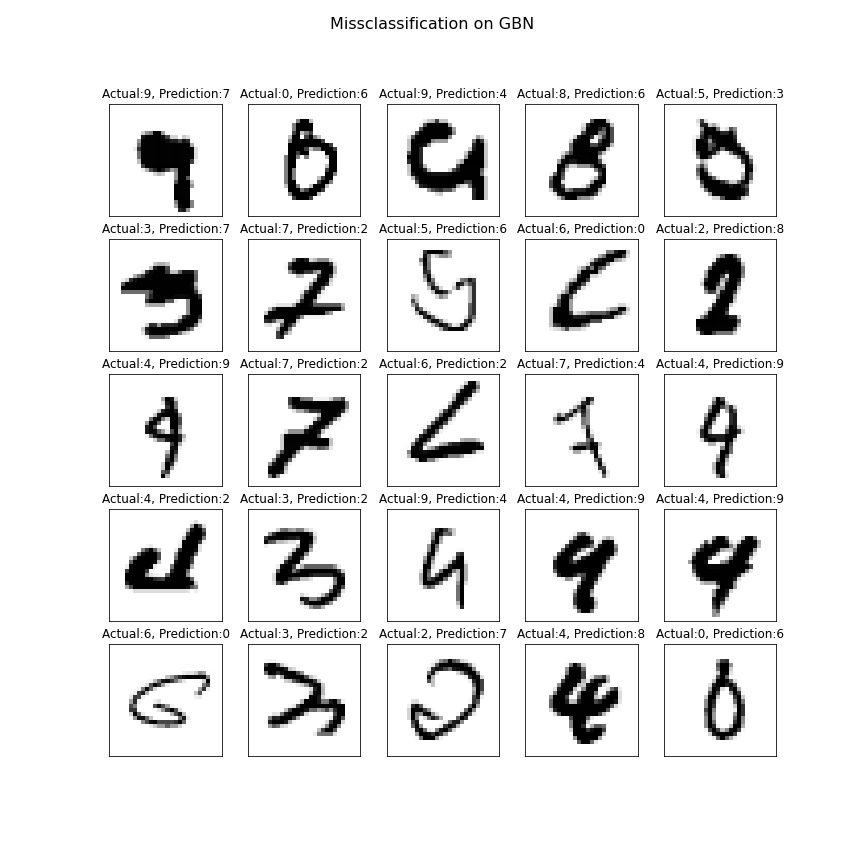 Missclassification on GBN
Actual:9, Prediction:7 Actual:0, Prediction:6 Actual:9, Prediction:4 Actual:8, Prediction:6 Actual:5, Prediction:3
Actual:3, Prediction:7 Actual:7, Prediction:2 Actual:5, Prediction:6 Actual:6, Prediction:0 Actual:2, Prediction:8
Actual:4, Prediction:9 Actual:7, Prediction:2 Actual:6, Prediction:2 Actual:7, Prediction:4 Actual:4, Prediction:9
Actual:4, Prediction:2 Actual:3, Prediction:2 Actual:9, Prediction:4 Actual:4, Prediction:9 Actual:4, Prediction:9
Actual:6, Prediction:0 Actual:3, Prediction:2 Actual:2, Prediction:7 Actual:4, Prediction:8 Actual:0, Prediction:6